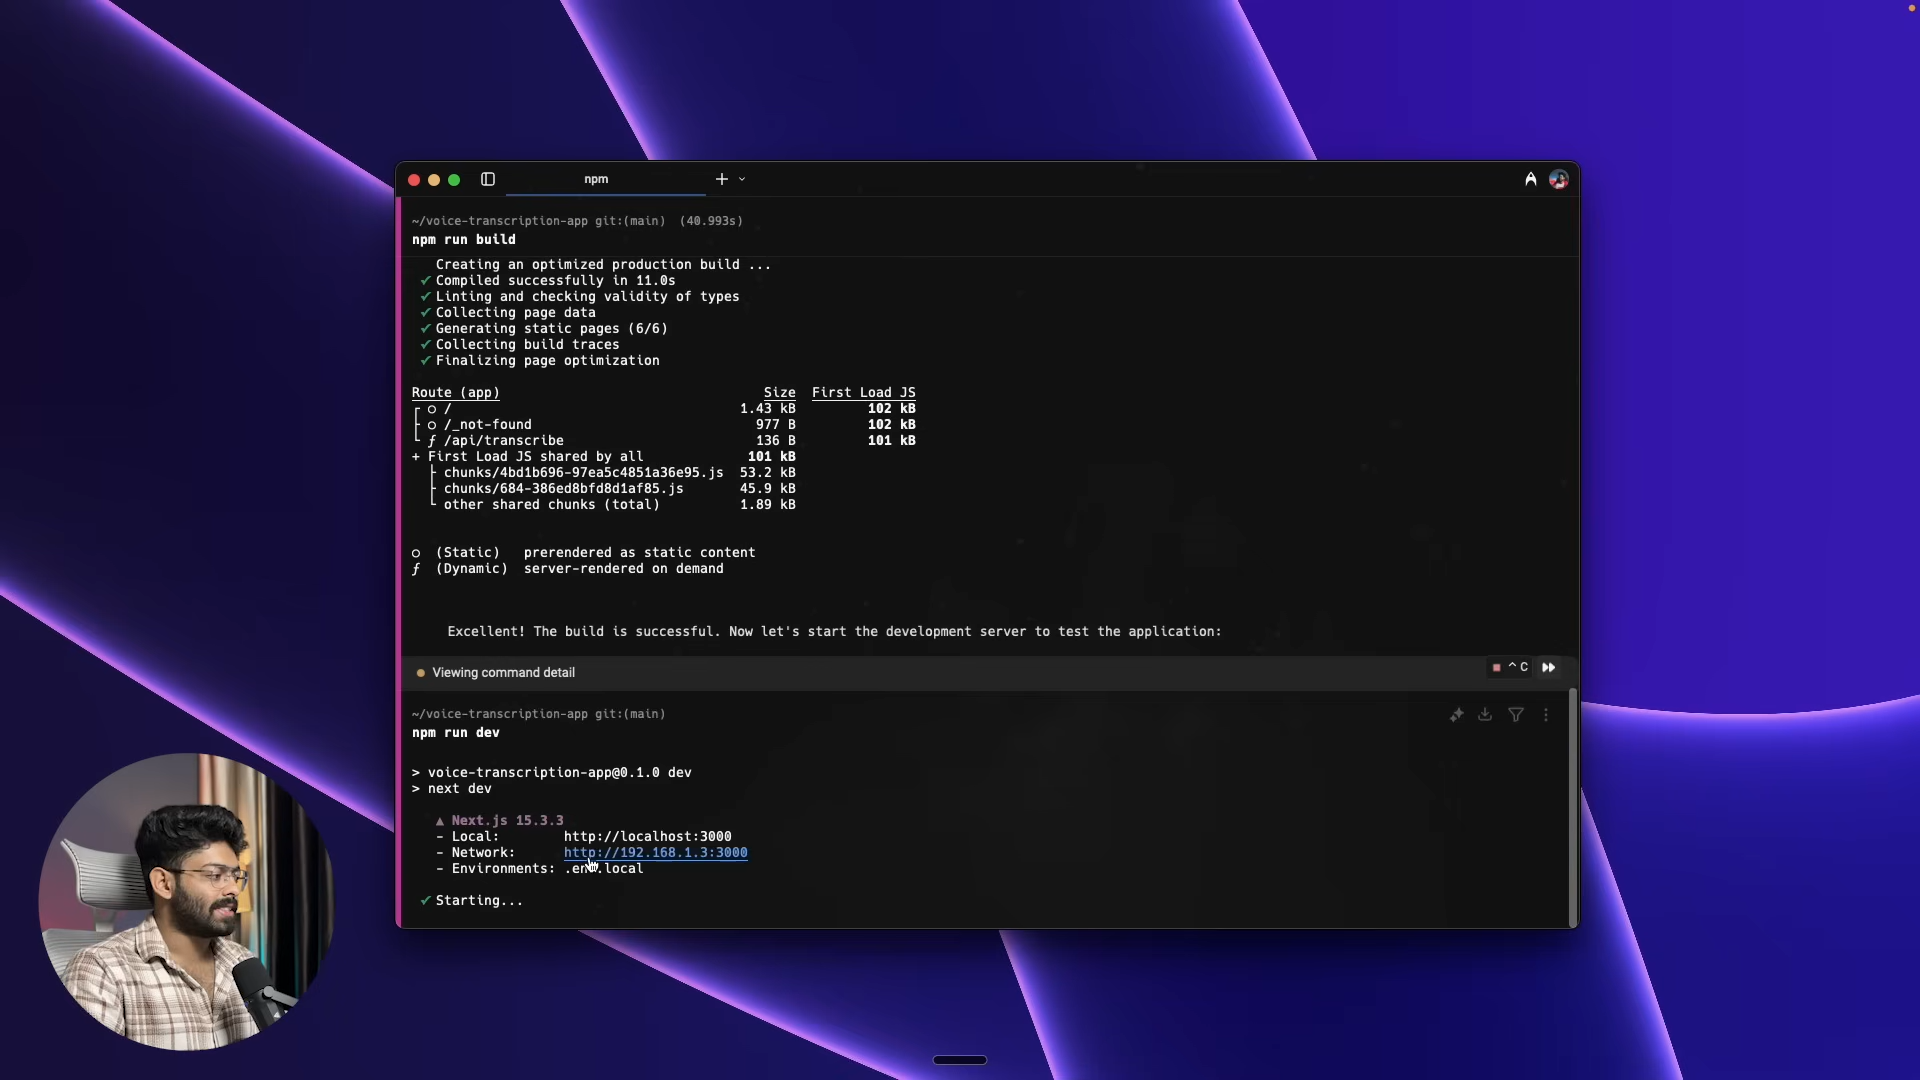 npm
~/voice-transcription-app git:(main) (40.993s)
npm run build
Creating an optimized production build ...
✓ Compiled successfully in 11.0s
✓ Linting and checking validity of types
✓ Collecting page data
✓ Generating static pages (6/6)
✓ Collecting build traces
✓ Finalizing page optimization
Route (app) Size First Load JS
┌ ○ / 1.43 kB 102 kB
├ ○ /_not-found 977 B 102 kB
└ ƒ /api/transcribe 136 B 101 kB
+ First Load JS shared by all 101 kB
├ chunks/4bd1b696-97ea5c4851a36e95.js 53.2 kB
├ chunks/684-386ed8bfd8d1af85.js 45.9 kB
└ other shared chunks (total) 1.89 kB
○ (Static) prerendered as static content
ƒ (Dynamic) server-rendered on demand
Excellent! The build is successful. Now let's start the development server to test the application:
Viewing command detail ^C
~/voice-transcription-app git:(main)
npm run dev
> voice-transcription-app@0.1.0 dev
> next dev
▲ Next.js 15.3.3
- Local: http://localhost:3000
- Network: http://192.168.1.3:3000
- Environments: .env.local
✓ Starting...